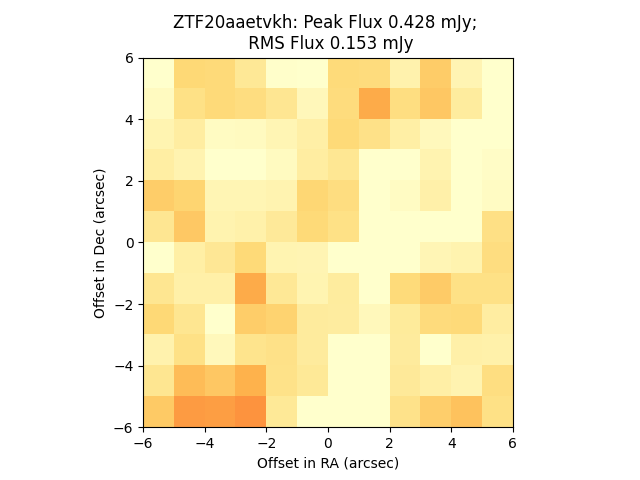 ZTF20aaetvkh: Peak Flux 0.428 mJy;
RMS Flux 0.153 mJy
6
4
2
0
−2
−4
−6
Offset in Dec (arcsec)
−6 −4 −2 0 2 4 6
Offset in RA (arcsec)